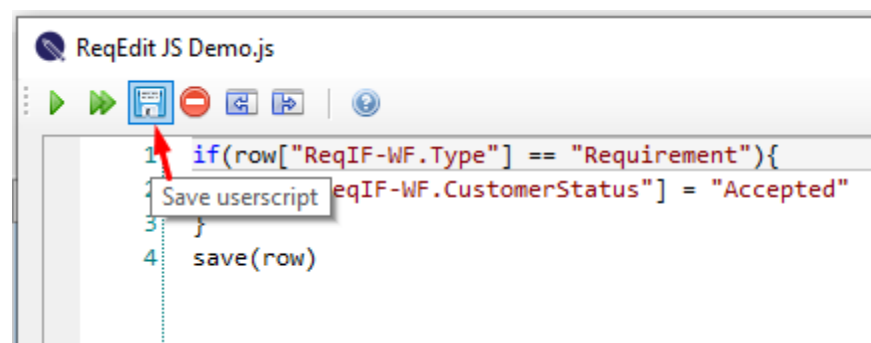 ReqEdit JS Demo.js
1 if(row["ReqIF-WF.Type"] == "Requirement"){
2 eqIF-WF.CustomerStatus"] = "Accepted"
Save userscript
3 }
4 save(row)